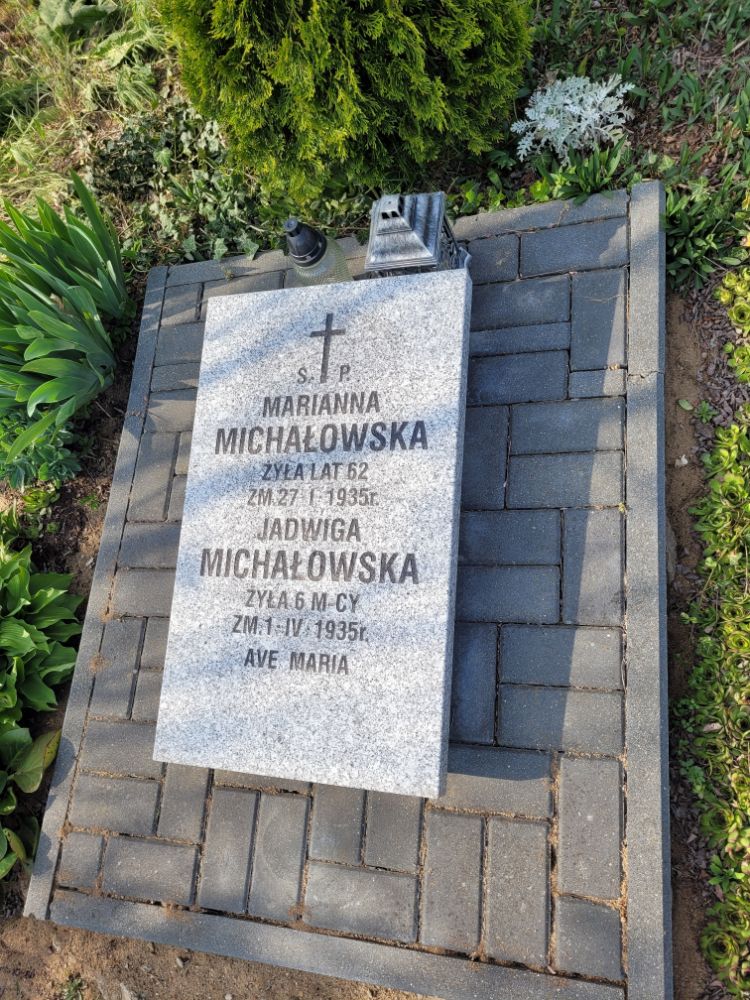 Ś. P.
MARIANNA
MICHAŁOWSKA
ŻYŁA LAT 62
ZM. 27 - I - 1935r.
JADWIGA
MICHAŁOWSKA
ŻYŁA 6 M-CY
ZM. 1 - IV - 1935r.
AVE MARIA